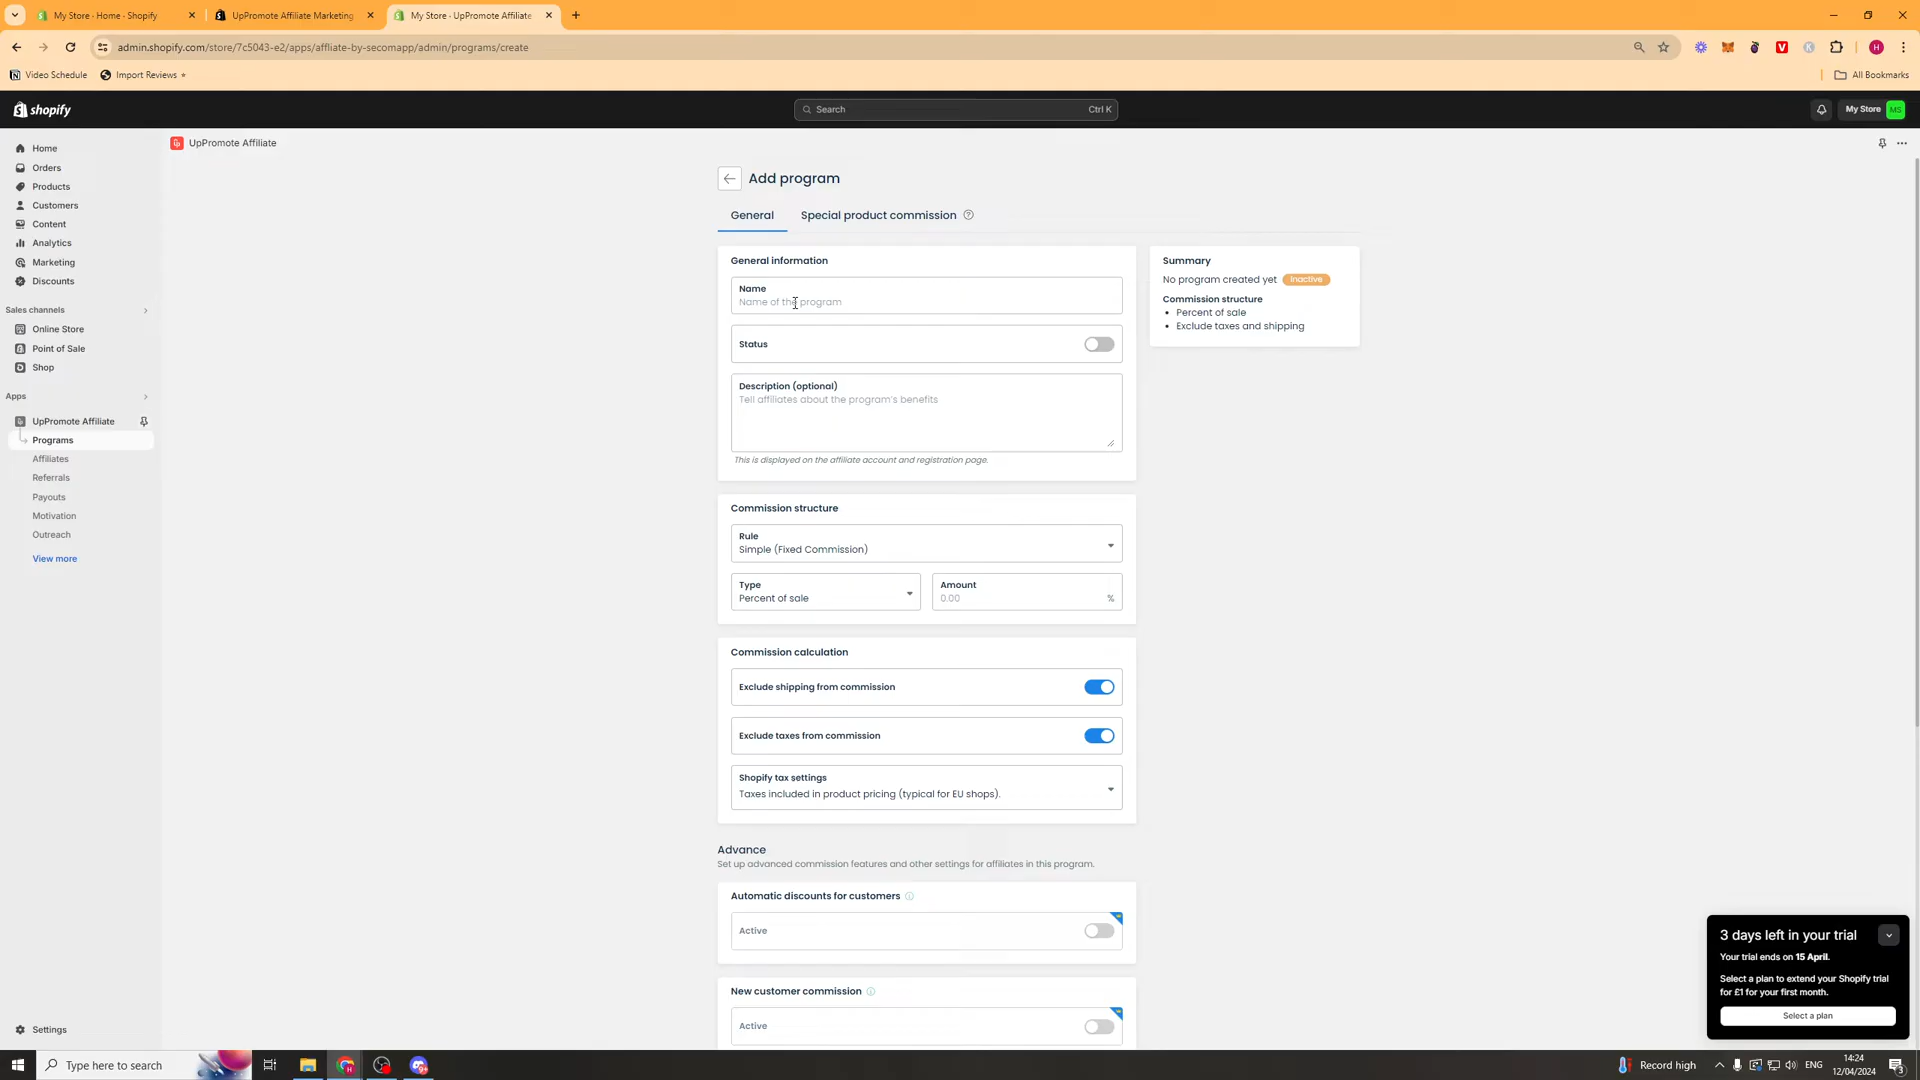 My Store - Home - Shopify
UpPromote Affiliate Marketing
My Store · UpPromote Affiliate
admin.shopify.com/store/7c5043-e2/apps/affliate-by-secomapp/admin/programs/create
H
Video Schedule
Import Reviews
All Bookmarks
shopify
Search
Ctrl K
My Store
MS
Home
Orders
Products
Customers
Content
Analytics
Marketing
Discounts
Sales channels
Online Store
Point of Sale
Shop
Apps
UpPromote Affiliate
Programs
Affiliates
Referrals
Payouts
Motivation
Outreach
View more
Settings
UpPromote Affiliate
Add program
General
Special product commission
General information
Name
Name of the program
Status
Description (optional)
Tell affiliates about the program's benefits
This is displayed on the affiliate account and registration page.
Commission structure
Rule
Simple (Fixed Commission)
Type
Percent of sale
Amount
0.00
%
Commission calculation
Exclude shipping from commission
Exclude taxes from commission
Shopify tax settings
Taxes included in product pricing (typical for EU shops).
Advance
Set up advanced commission features and other settings for affiliates in this program.
Automatic discounts for customers
Active
New customer commission
Active
Summary
No program created yet
Inactive
Commission structure
• Percent of sale
• Exclude taxes and shipping
3 days left in your trial
Your trial ends on 15 April.
Select a plan to extend your Shopify trial
for £1 for your first month.
Select a plan
Type here to search
Record high
ENG
14:24
12/04/2024